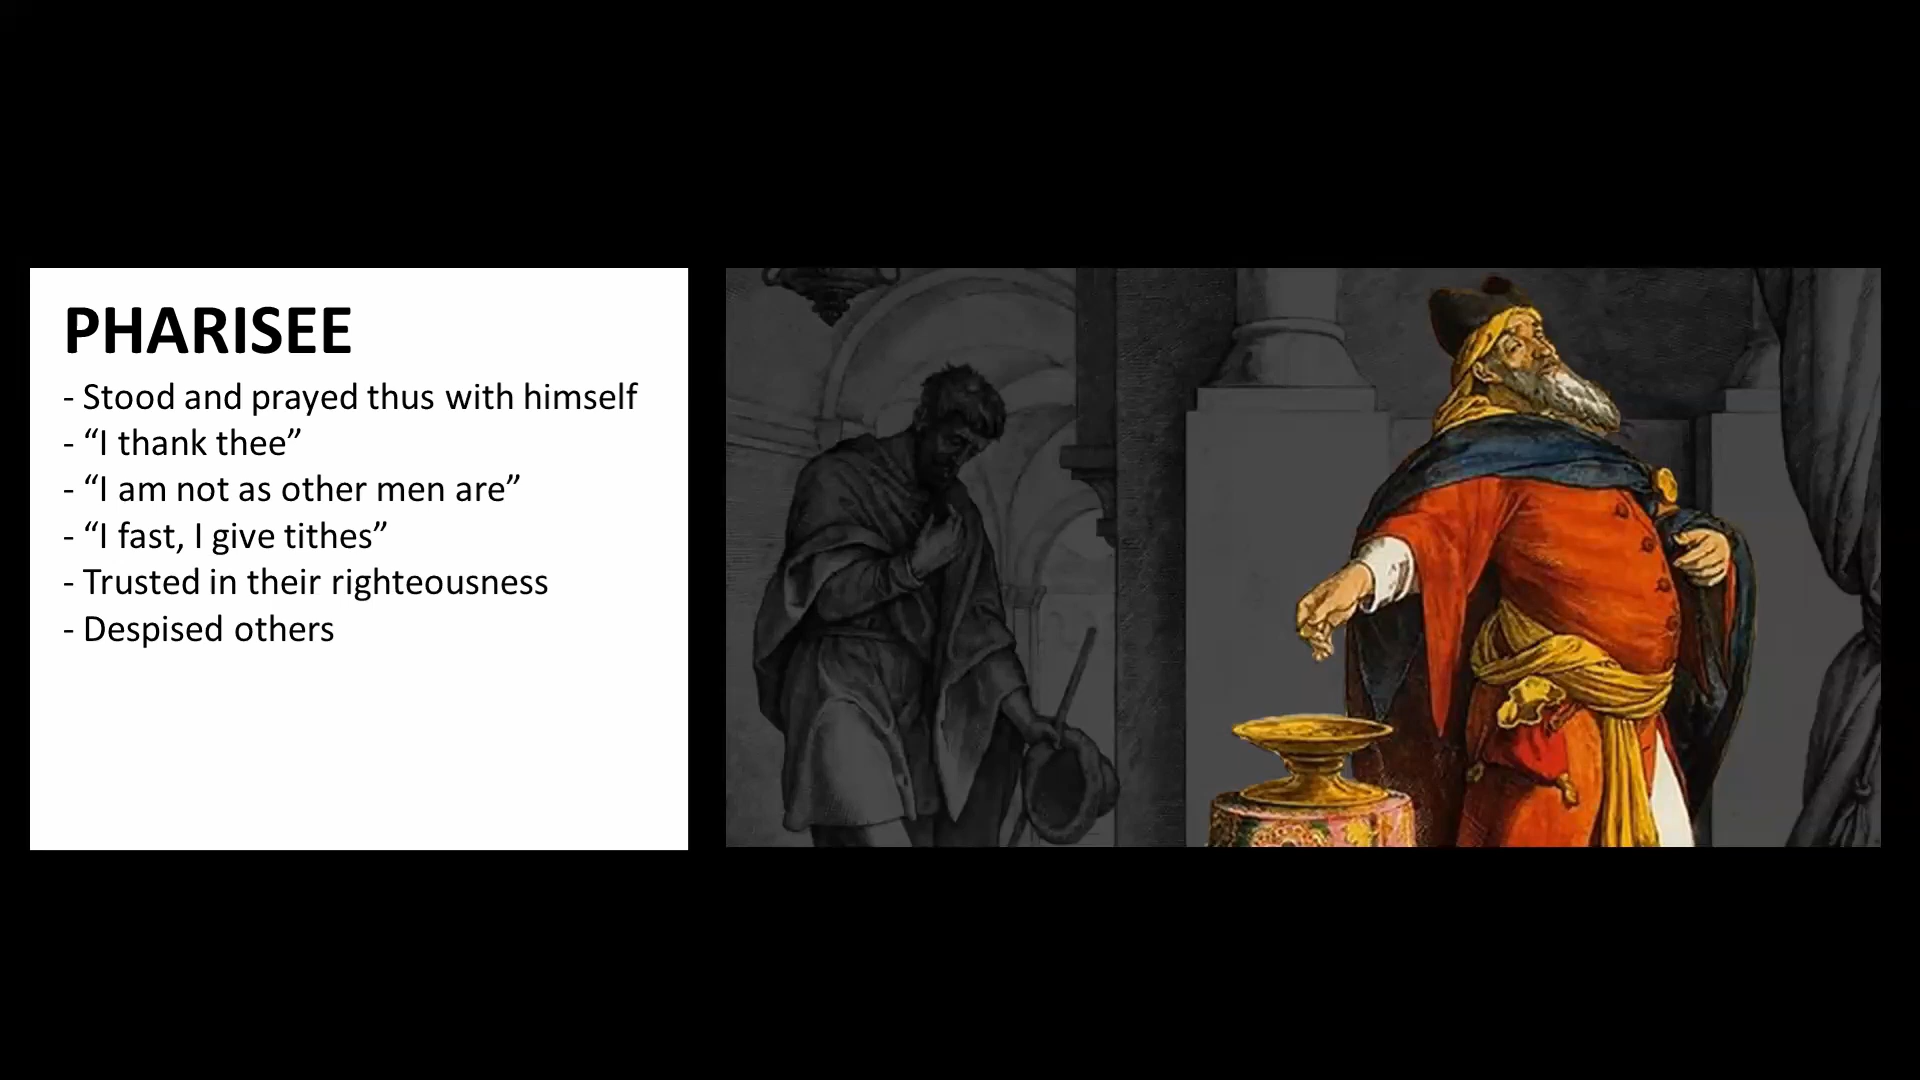 PHARISEE
- Stood and prayed thus with himself
- “I thank thee”
- “I am not as other men are”
- “I fast, I give tithes”
- Trusted in their righteousness
- Despised others